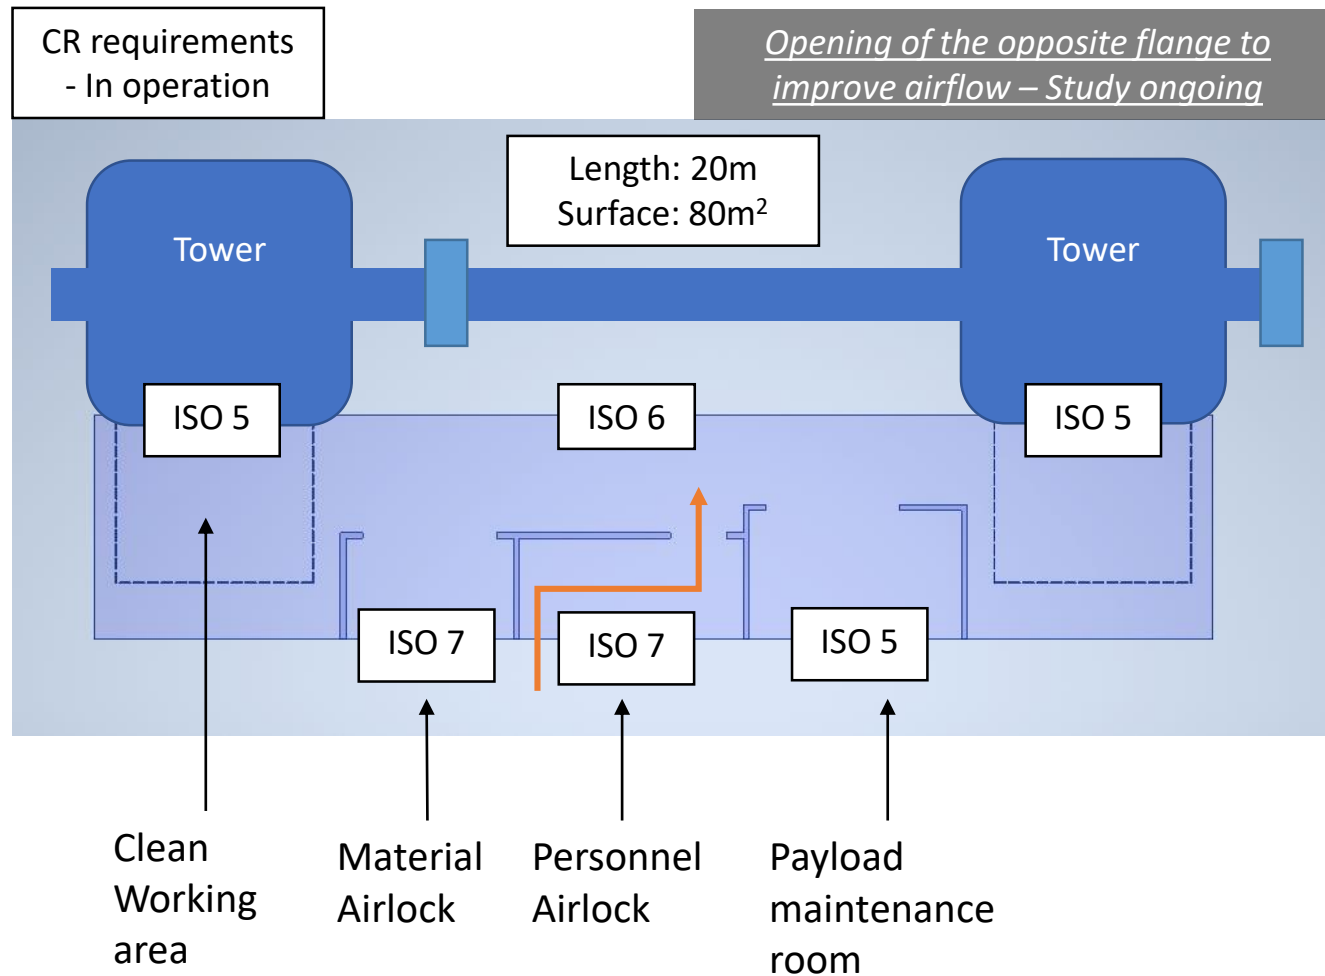 CR requirements
- In operation
Opening of the opposite flange to
improve airflow – Study ongoing
Length: 20m
Surface: 80m²
Tower
Tower
ISO 5
ISO 6
ISO 5
ISO 7
ISO 7
ISO 5
Clean
Working
area
Material
Airlock
Personnel
Airlock
Payload
maintenance
room